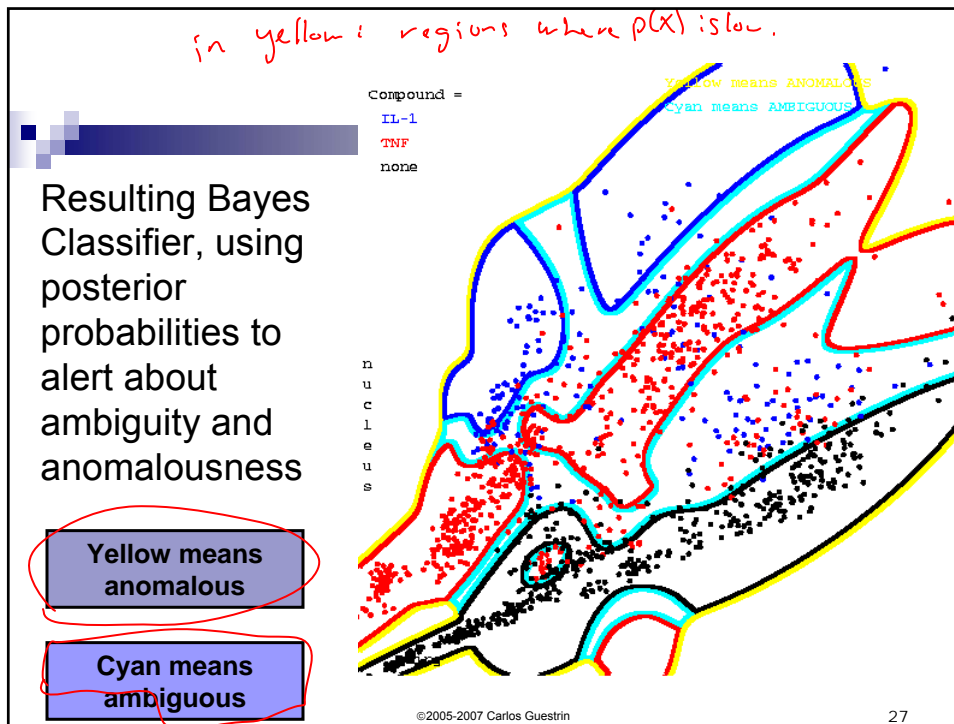 in yellow: regions where p(x) is low.
Compound =
IL-1
TNF
none
Yellow means ANOMALOUS
Cyan means AMBIGUOUS
Resulting Bayes
Classifier, using
posterior
probabilities to
alert about
ambiguity and
anomalousness
nucleus
Yellow means
anomalous
Cyan means
ambiguous
©2005-2007 Carlos Guestrin
27